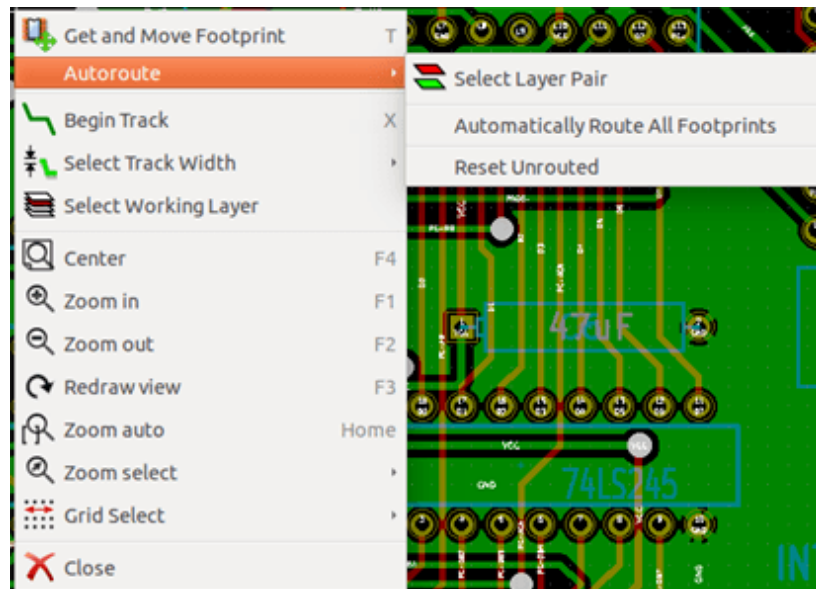 Get and Move Footprint T
Autoroute
Select Layer Pair
Begin Track X
Automatically Route All Footprints
Select Track Width
Reset Unrouted
Select Working Layer
Center F4
Zoom in F1
Zoom out F2
Redraw view F3
Zoom auto Home
Zoom select
Grid Select
Close
47uF
VCC
GND
74LS245
INT